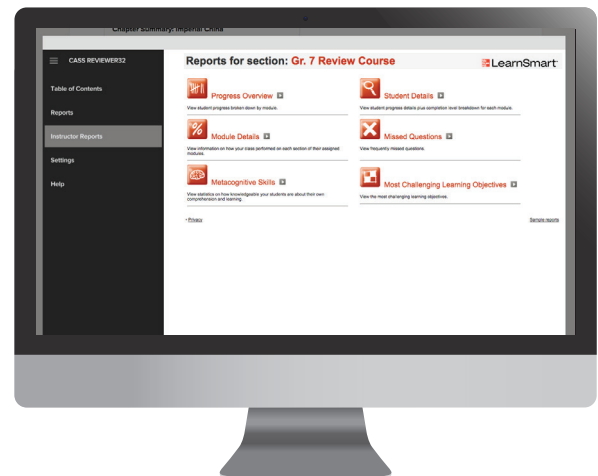 Chapter Summary: Imperial China
CASS REVIEWER32
Table of Contents
Reports
Instructor Reports
Settings
Help
Reports for section: Gr. 7 Review Course
LearnSmart
Progress Overview
View student progress broken down by module.
Student Details
View student progress details plus completion level breakdown for each module.
Module Details
View information on how your class performed on each section of their assigned
modules.
Missed Questions
View frequently missed questions.
Metacognitive Skills
View statistics on how knowledgeable your students are about their own
comprehension and learning.
Most Challenging Learning Objectives
View the most challenging learning objectives.
• Privacy
Sample reports